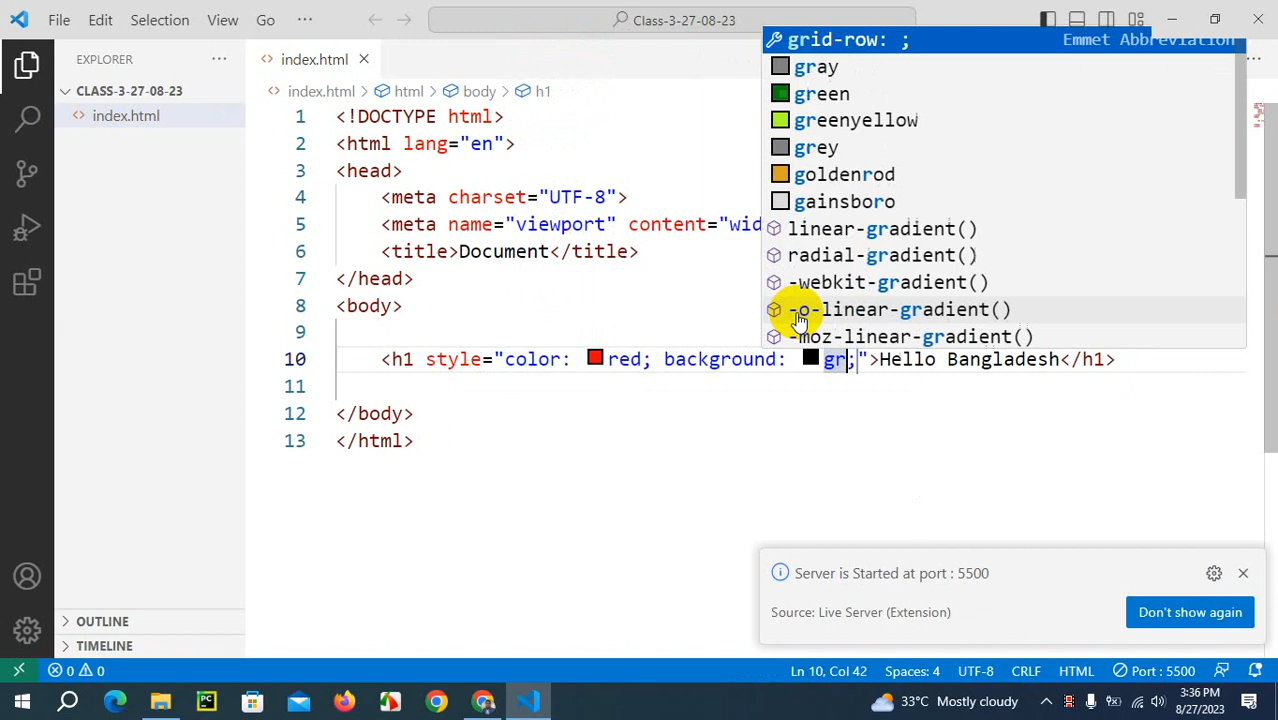 File Edit Selection View Go ··· Class-3-27-08-23
EXPLORER ···
CLASS-3-27-08-23
index.html
index.html
index.html > html > body > h1
1 <!DOCTYPE html>
2 <html lang="en">
3 <head>
4 <meta charset="UTF-8">
5 <meta name="viewport" content="wid
6 <title>Document</title>
7 </head>
8 <body>
9
10 <h1 style="color: red; background: gr;">Hello Bangladesh</h1>
11
12 </body>
13 </html>
grid-row: ; Emmet Abbreviation
gray
green
greenyellow
grey
goldenrod
gainsboro
linear-gradient()
radial-gradient()
-webkit-gradient()
-o-linear-gradient()
-moz-linear-gradient()
Server is Started at port : 5500
Source: Live Server (Extension)
Don't show again
OUTLINE
TIMELINE
0 0 Ln 10, Col 42 Spaces: 4 UTF-8 CRLF HTML Port : 5500
PC 33°C Mostly cloudy 3:36 PM
8/27/2023